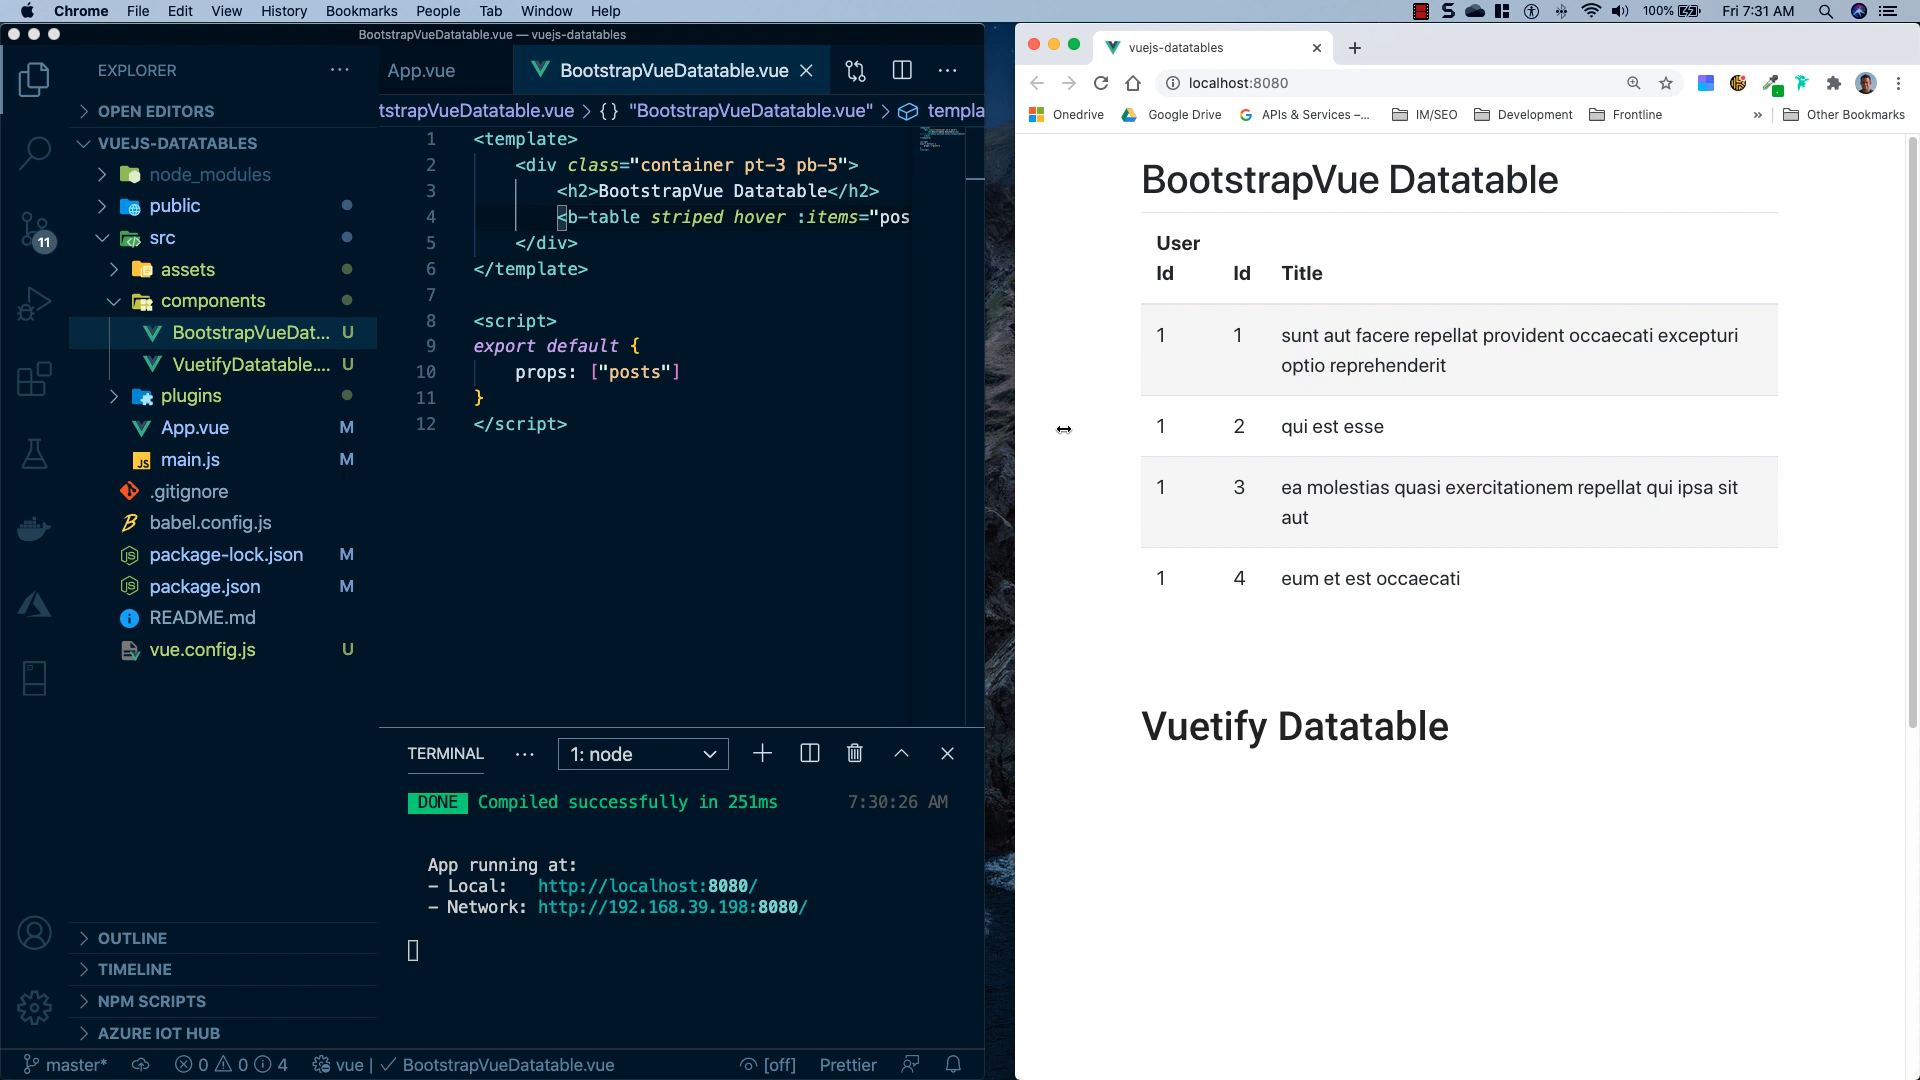 Chrome File Edit View History Bookmarks People Tab Window Help
100% Fri 7:31 AM
BootstrapVueDatatable.vue — vuejs-datatables
EXPLORER
OPEN EDITORS
VUEJS-DATATABLES
node_modules
public
src
assets
components
BootstrapVueDat... U
VuetifyDatatable.... U
plugins
App.vue M
JS main.js M
.gitignore
babel.config.js
package-lock.json M
package.json M
README.md
vue.config.js U
11
OUTLINE
TIMELINE
NPM SCRIPTS
AZURE IOT HUB
App.vue BootstrapVueDatatable.vue
tstrapVueDatatable.vue > {} "BootstrapVueDatatable.vue" > templa
1 <template>
2 <div class="container pt-3 pb-5">
3 <h2>BootstrapVue Datatable</h2>
4 <b-table striped hover :items="pos
5 </div>
6 </template>
7
8 <script>
9 export default {
10 props: ["posts"]
11 }
12 </script>
TERMINAL ··· 1: node
DONE Compiled successfully in 251ms 7:30:26 AM
App running at:
- Local: http://localhost:8080/
- Network: http://192.168.39.198:8080/
master* 0 0 4 vue | BootstrapVueDatatable.vue [off] Prettier
vuejs-datatables
localhost:8080
Onedrive Google Drive APIs & Services –... IM/SEO Development Frontline » Other Bookmarks
BootstrapVue Datatable
User
Id Id Title
1 1 sunt aut facere repellat provident occaecati excepturi
optio reprehenderit
1 2 qui est esse
1 3 ea molestias quasi exercitationem repellat qui ipsa sit
aut
1 4 eum et est occaecati
Vuetify Datatable